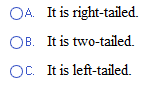 A. It is right-tailed.
B. It is two-tailed.
C. It is left-tailed.